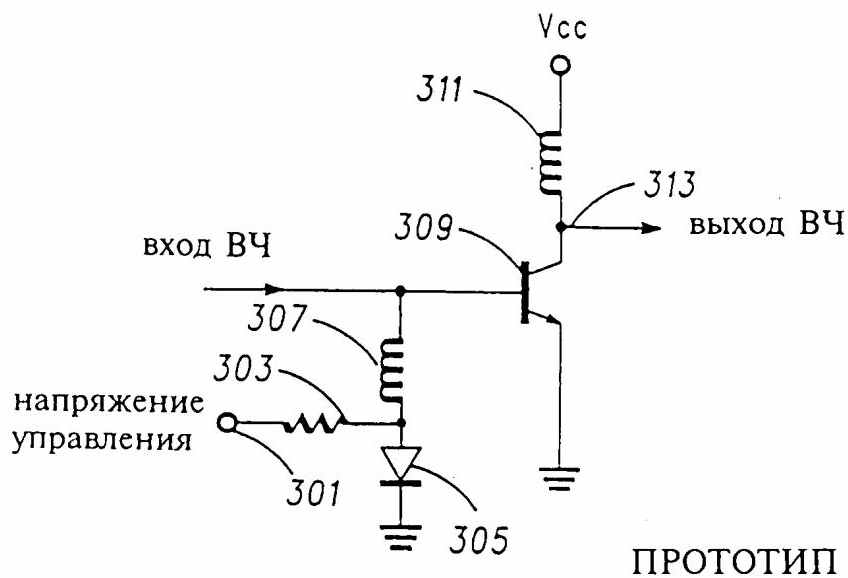 Vcc
311
313
309
выход ВЧ
вход ВЧ
307
303
напряжение
управления
301
305
ПРОТОТИП